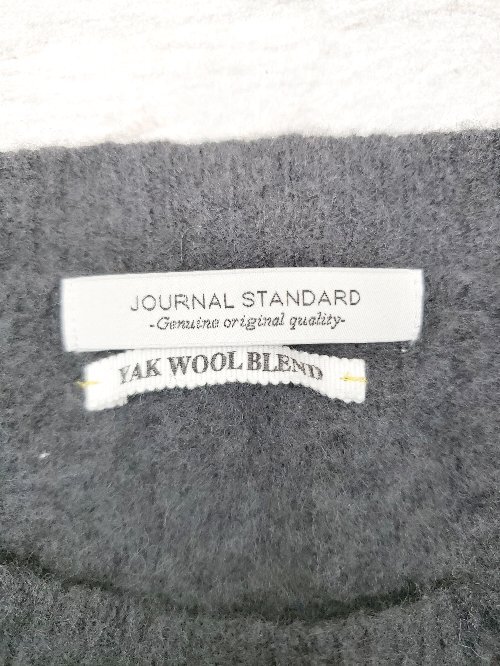 JOURNAL STANDARD
-Genuine original quality-
YAK WOOL BLEND